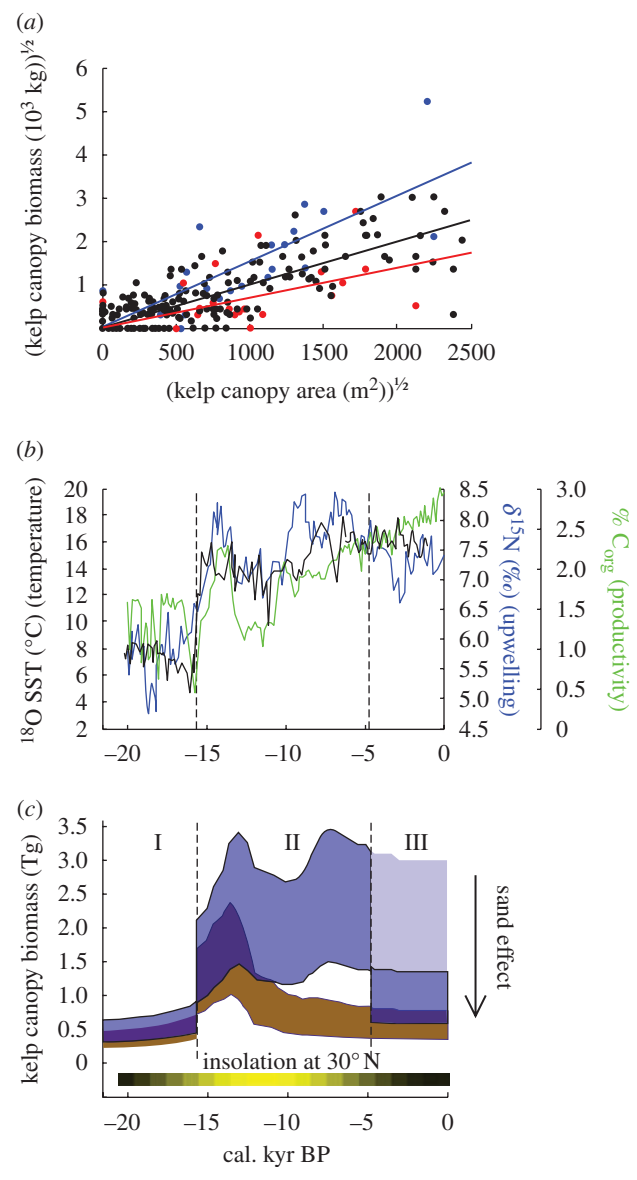 (a)
(kelp canopy biomass (10³ kg))^½
6
5
4
3
2
1
0 500 1000 1500 2000 2500
(kelp canopy area (m²))^½
(b)
¹⁸O SST (°C) (temperature)
20
18
16
14
12
10
8
6
4
2
8.5
8.0
7.5
7.0
6.5
6.0
5.5
5.0
4.5
δ¹⁵N (‰) (upwelling)
3.0
2.5
2.0
1.5
1.0
0.5
0
% C_org (productivity)
−20 −15 −10 −5 0
(c)
kelp canopy biomass (Tg)
3.5
3.0
2.5
2.0
1.5
1.0
0.5
0
I II III
sand effect
insolation at 30° N
−20 −15 −10 −5 0
cal. kyr BP